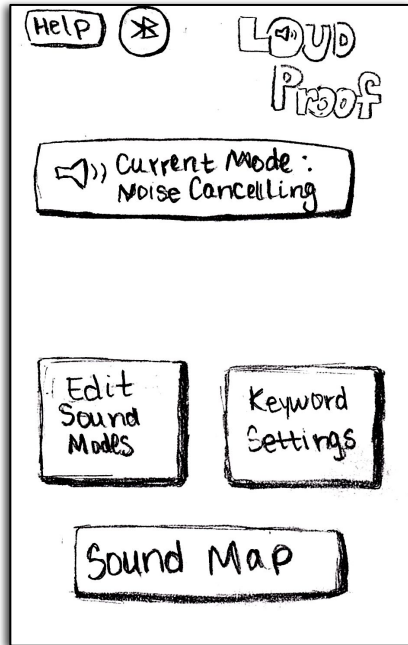 Help
LOUD
Proof
Current Mode:
Noise Cancelling
Edit
Sound
Modes
Keyword
Settings
Sound Map